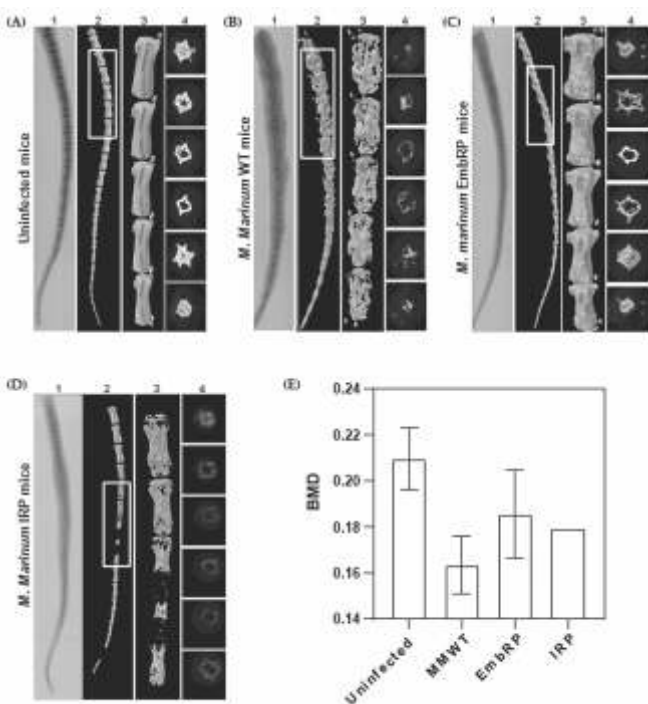 (A) 1 2 3 4
Uninfected mice
(B) 1 2 3 4
M. Marinum WT mice
(C) 1 2 3 4
M. marinum EmbRP mice
(D) 1 2 3 4
M. Marinum IRP mice
(E)
BMD
0.24
0.22
0.20
0.18
0.16
0.14
Uninfected
MMWT
EmbRP
IRP